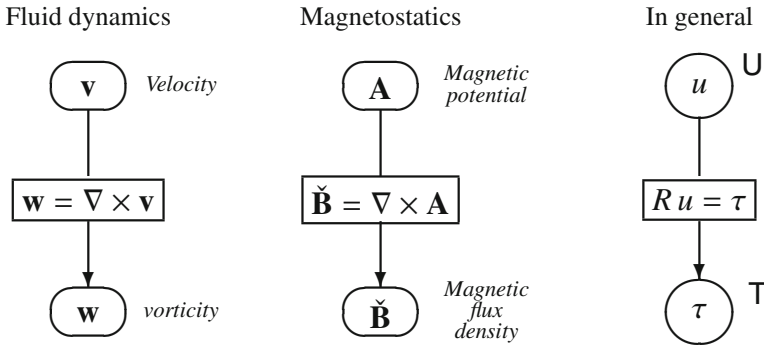 Fluid dynamics
v
Velocity
w = ∇ × v
w
vorticity
Magnetostatics
A
Magnetic
potential
B̌ = ∇ × A
B̌
Magnetic
flux
density
In general
u
U
R u = τ
τ
T